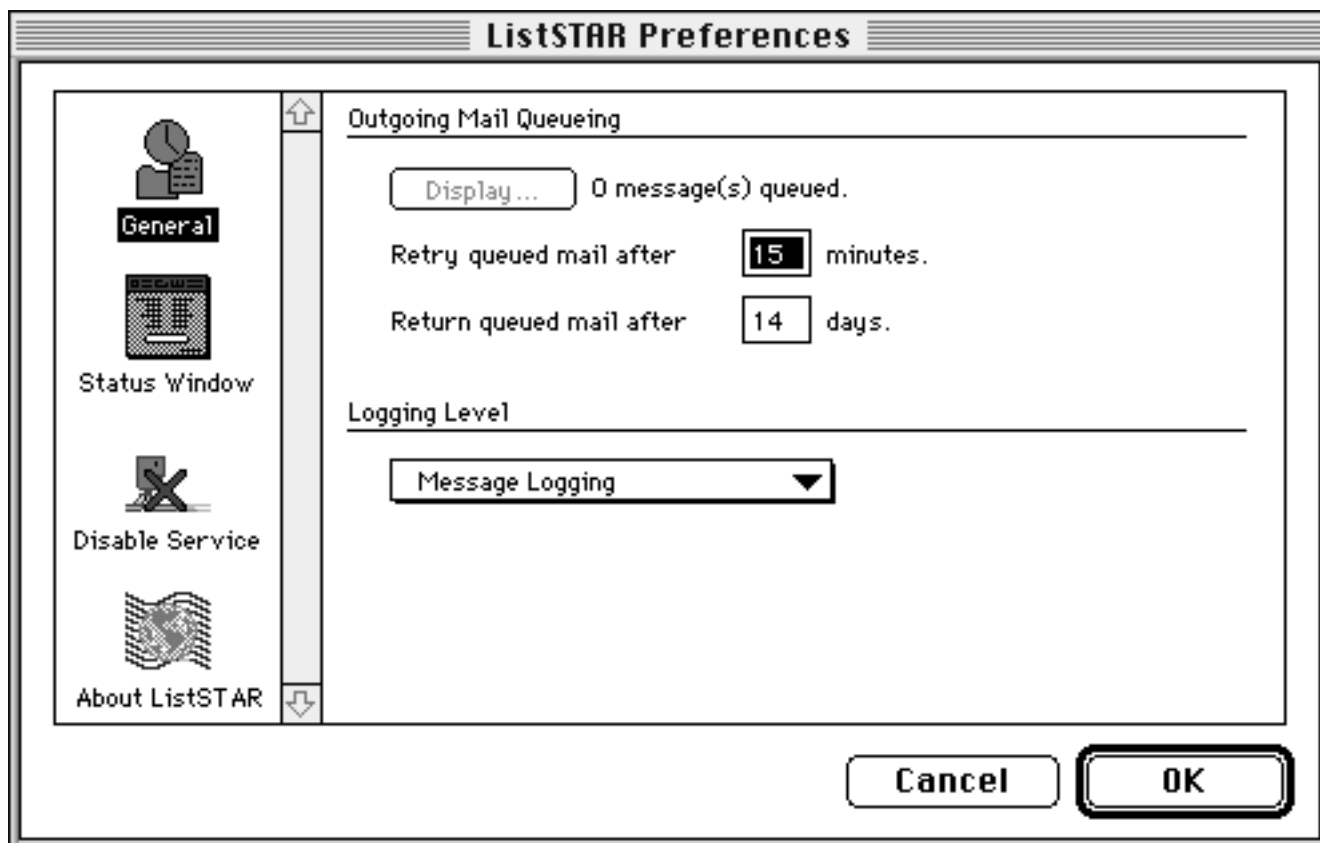 ListSTAR Preferences
General
Status Window
Disable Service
About ListSTAR
Outgoing Mail Queueing
Display... 0 message(s) queued.
Retry queued mail after 15 minutes.
Return queued mail after 14 days.
Logging Level
Message Logging
Cancel OK